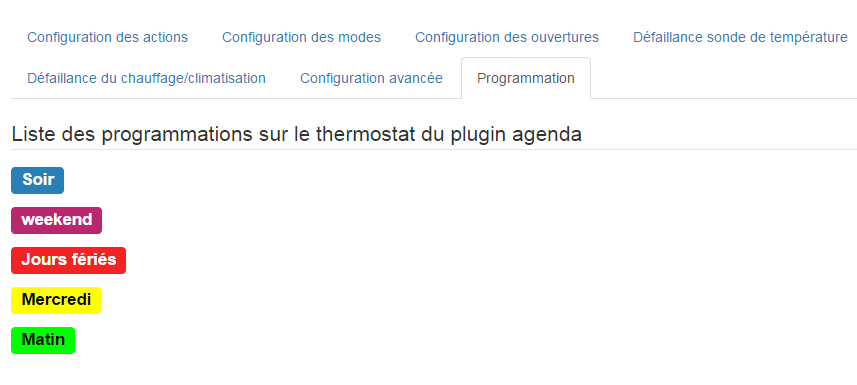 Configuration des actions Configuration des modes Configuration des ouvertures Défaillance sonde de température
Défaillance du chauffage/climatisation Configuration avancée Programmation
Liste des programmations sur le thermostat du plugin agenda
Soir
weekend
Jours fériés
Mercredi
Matin